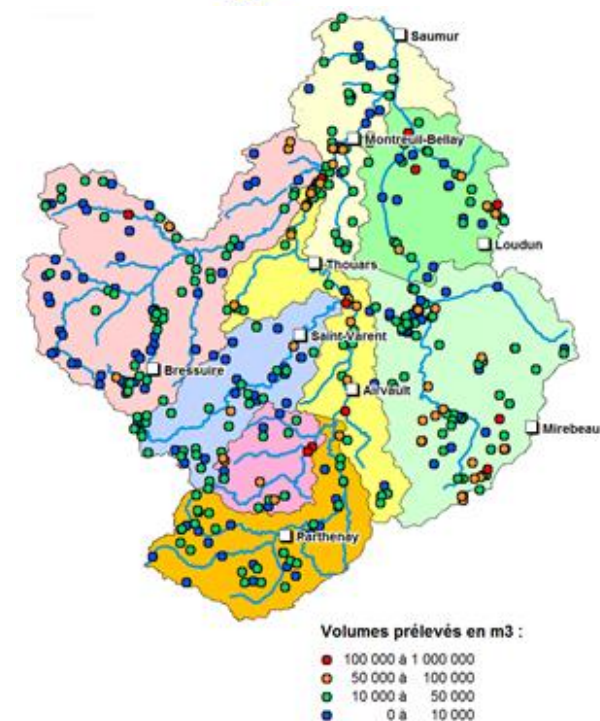 Saumur
Montreuil-Bellay
Loudun
Thouars
Saint-Varent
Bressuire
Airvault
Mirebeau
Parthenay
Volumes prélevés en m3 :
100 000 à 1 000 000
50 000 à 100 000
10 000 à 50 000
0 à 10 000